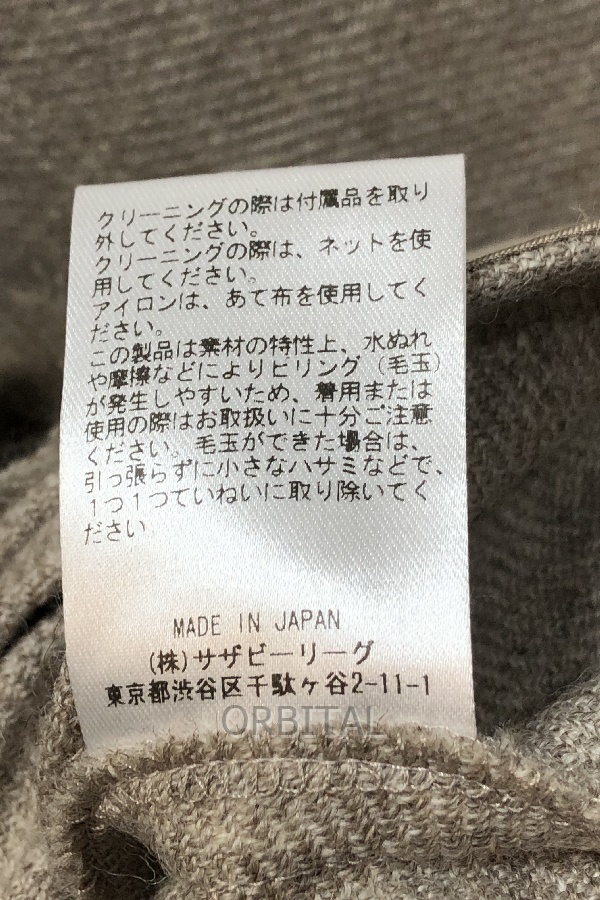 クリーニングの際は付属品を取り
外してください。
クリーニングの際は、ネットを使
用してください。
アイロンは、あて布を使用してく
ださい。
この製品は素材の特性上、水ぬれ
や摩擦などによりピリング（毛玉）
が発生しやすいため、着用または
使用の際はお取扱いに十分ご注意
ください。毛玉ができた場合は、
引っ張らずに小さなハサミなどで、
1つ1つていねいに取り除いてく
ださい
MADE IN JAPAN
(株)サザビーリーグ
東京都渋谷区千駄ケ谷2-11-1
ORBITAL